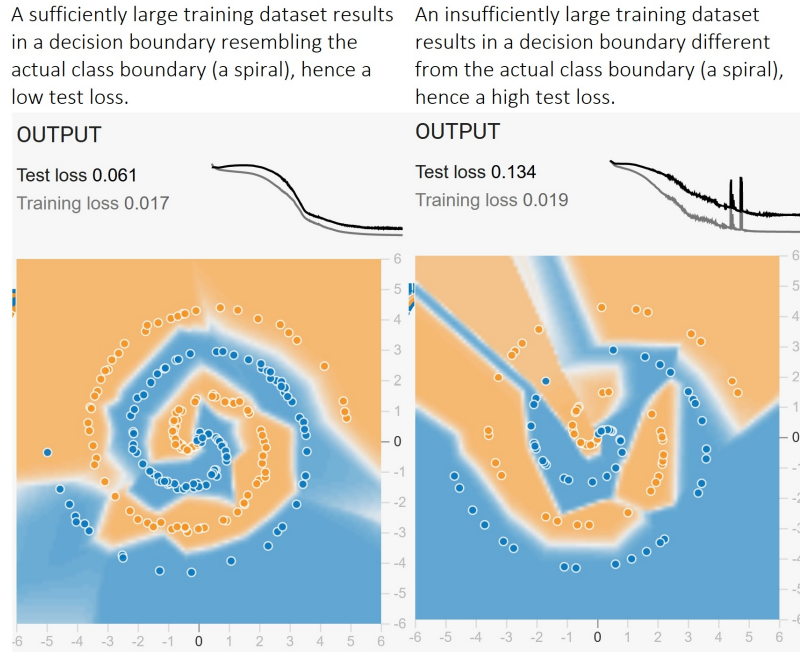 A sufficiently large training dataset results
in a decision boundary resembling the
actual class boundary (a spiral), hence a
low test loss.
OUTPUT
Test loss 0.061
Training loss 0.017
6
5
4
3
2
1
0
-1
-2
-3
-4
-5
-6
-6 -5 -4 -3 -2 -1 0 1 2 3 4 5 6
An insufficiently large training dataset
results in a decision boundary different
from the actual class boundary (a spiral),
hence a high test loss.
OUTPUT
Test loss 0.134
Training loss 0.019
6
5
4
3
2
1
0
-1
-2
-3
-4
-5
-6
-6 -5 -4 -3 -2 -1 0 1 2 3 4 5 6